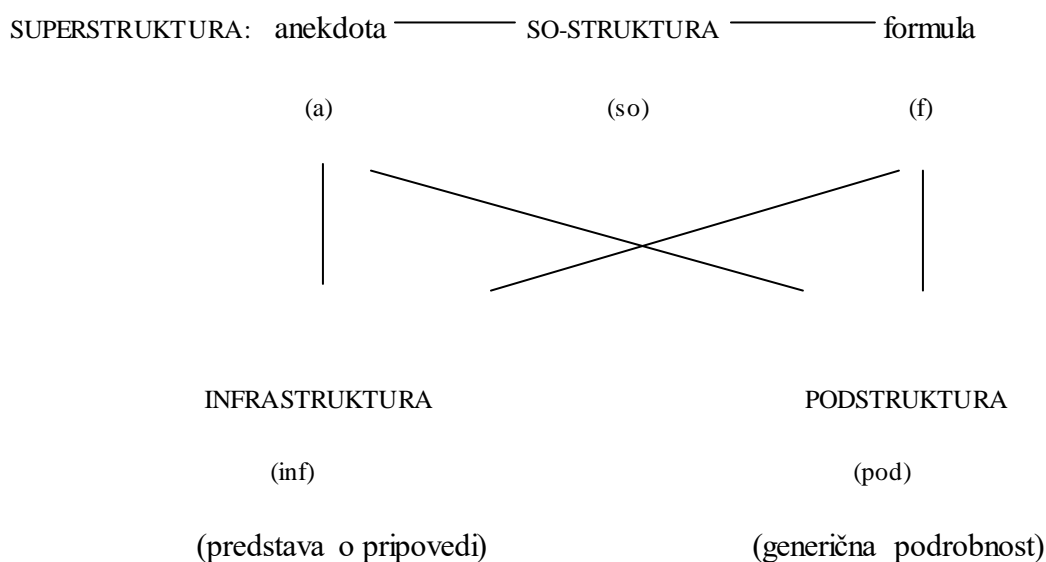 SUPERSTRUKTURA: anekdota SO-STRUKTURA formula
(a) (so) (f)
INFRASTRUKTURA PODSTRUKTURA
(inf) (pod)
(predstava o pripovedi) (generična podrobnost)